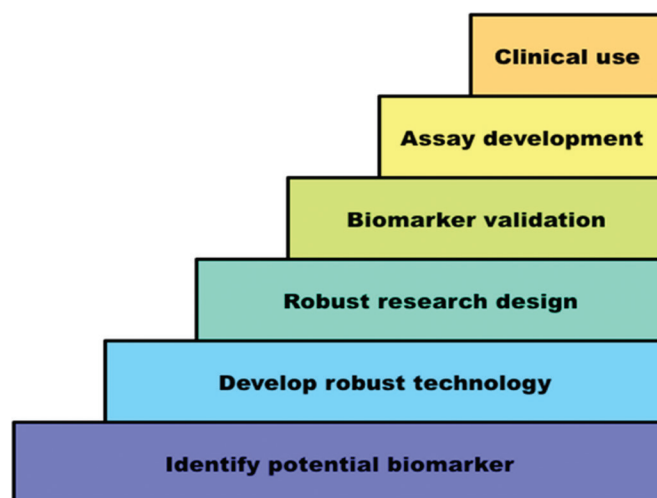 Clinical use
Assay development
Biomarker validation
Robust research design
Develop robust technology
Identify potential biomarker